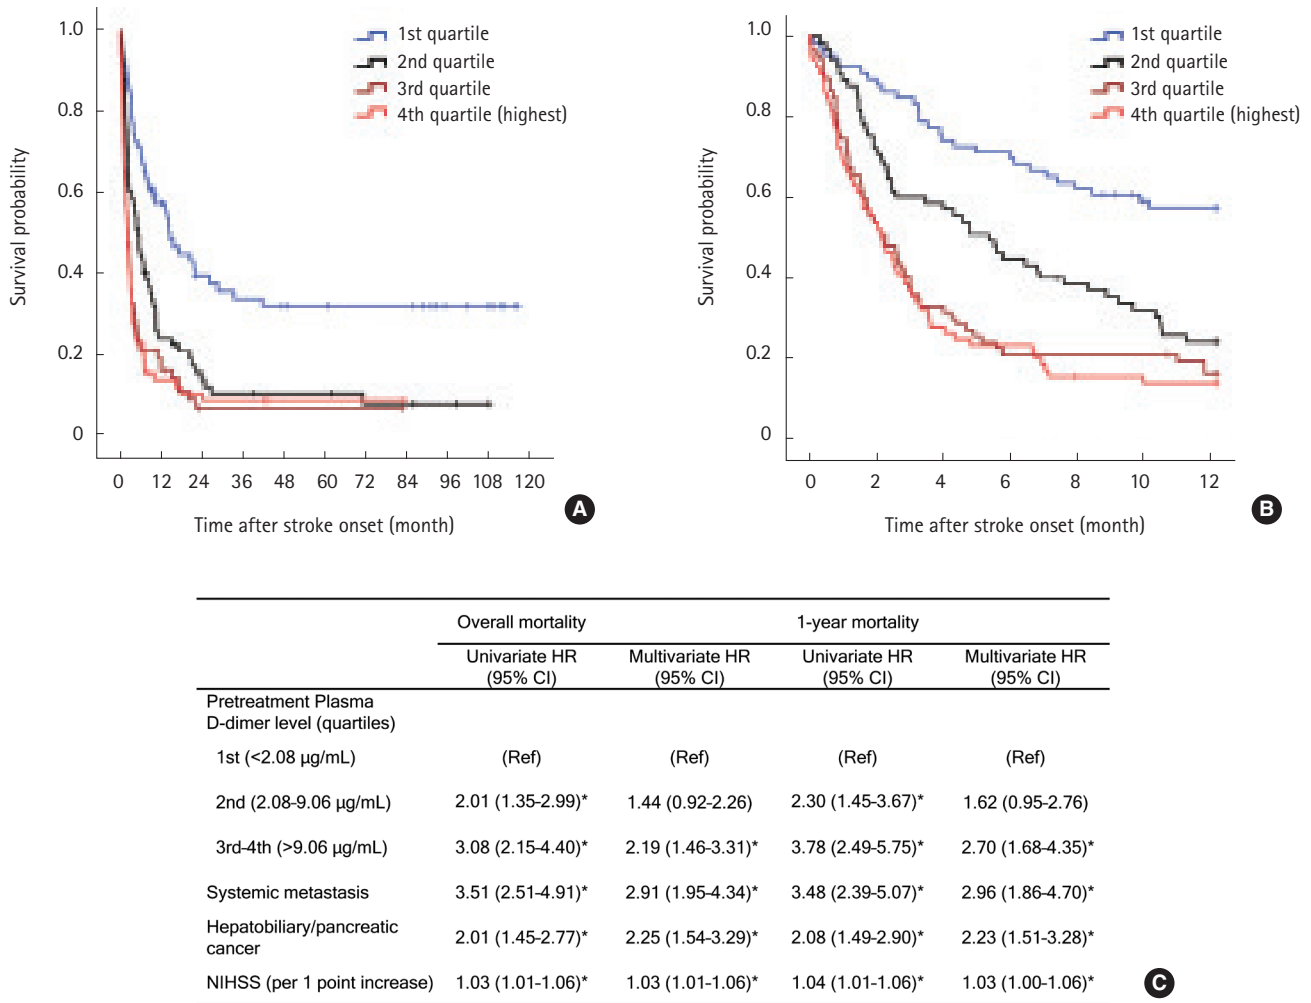 1.0
0.8
0.6
0.4
0.2
0
Survival probability
1st quartile
2nd quartile
3rd quartile
4th quartile (highest)
0 12 24 36 48 60 72 84 96 108 120
Time after stroke onset (month)
A
1.0
0.8
0.6
0.4
0.2
0
Survival probability
1st quartile
2nd quartile
3rd quartile
4th quartile (highest)
0 2 4 6 8 10 12
Time after stroke onset (month)
B
Overall mortality 1-year mortality
Univariate HR Multivariate HR Univariate HR Multivariate HR
(95% CI) (95% CI) (95% CI) (95% CI)
Pretreatment Plasma
D-dimer level (quartiles)
1st (<2.08 µg/mL) (Ref) (Ref) (Ref) (Ref)
2nd (2.08-9.06 µg/mL) 2.01 (1.35-2.99)* 1.44 (0.92-2.26) 2.30 (1.45-3.67)* 1.62 (0.95-2.76)
3rd-4th (>9.06 µg/mL) 3.08 (2.15-4.40)* 2.19 (1.46-3.31)* 3.78 (2.49-5.75)* 2.70 (1.68-4.35)*
Systemic metastasis 3.51 (2.51-4.91)* 2.91 (1.95-4.34)* 3.48 (2.39-5.07)* 2.96 (1.86-4.70)*
Hepatobiliary/pancreatic
cancer 2.01 (1.45-2.77)* 2.25 (1.54-3.29)* 2.08 (1.49-2.90)* 2.23 (1.51-3.28)*
NIHSS (per 1 point increase) 1.03 (1.01-1.06)* 1.03 (1.01-1.06)* 1.04 (1.01-1.06)* 1.03 (1.00-1.06)*
C